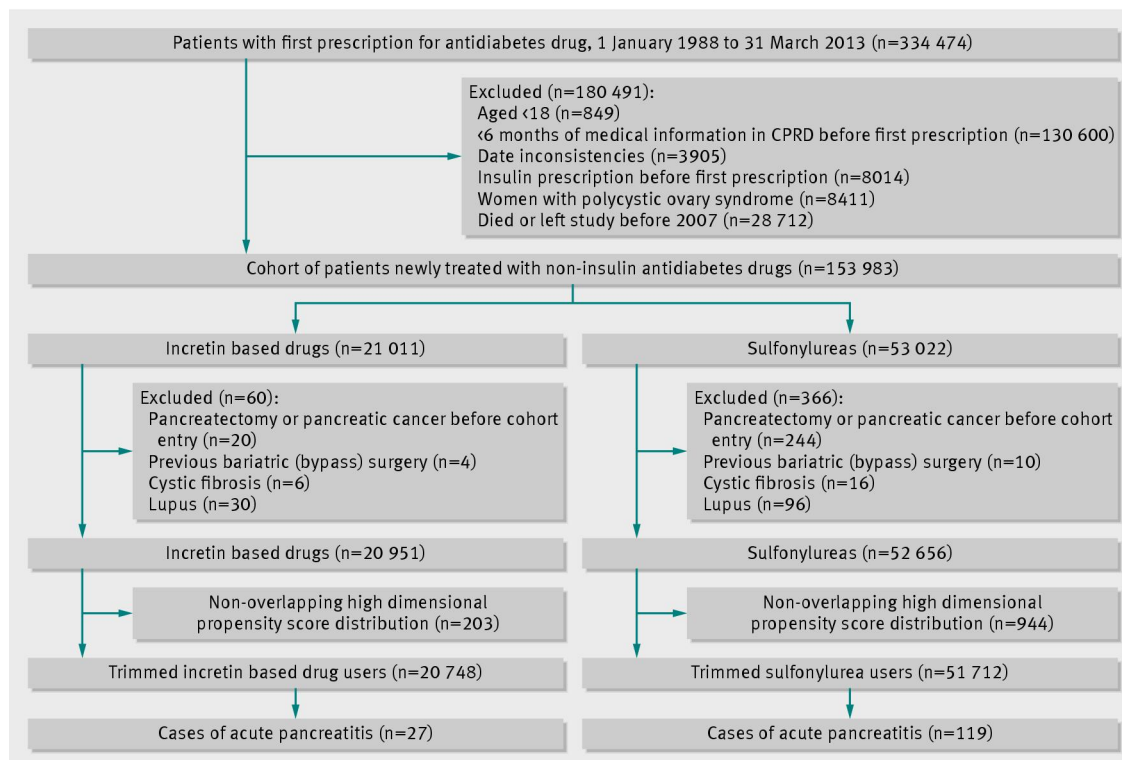 Patients with first prescription for antidiabetes drug, 1 January 1988 to 31 March 2013 (n=334 474)
Excluded (n=180 491):
Aged <18 (n=849)
<6 months of medical information in CPRD before first prescription (n=130 600)
Date inconsistencies (n=3905)
Insulin prescription before first prescription (n=8014)
Women with polycystic ovary syndrome (n=8411)
Died or left study before 2007 (n=28 712)
Cohort of patients newly treated with non-insulin antidiabetes drugs (n=153 983)
Incretin based drugs (n=21 011)
Excluded (n=60):
Pancreatectomy or pancreatic cancer before cohort
entry (n=20)
Previous bariatric (bypass) surgery (n=4)
Cystic fibrosis (n=6)
Lupus (n=30)
Incretin based drugs (n=20 951)
Non-overlapping high dimensional
propensity score distribution (n=203)
Trimmed incretin based drug users (n=20 748)
Cases of acute pancreatitis (n=27)
Sulfonylureas (n=53 022)
Excluded (n=366):
Pancreatectomy or pancreatic cancer before cohort
entry (n=244)
Previous bariatric (bypass) surgery (n=10)
Cystic fibrosis (n=16)
Lupus (n=96)
Sulfonylureas (n=52 656)
Non-overlapping high dimensional
propensity score distribution (n=944)
Trimmed sulfonylurea users (n=51 712)
Cases of acute pancreatitis (n=119)